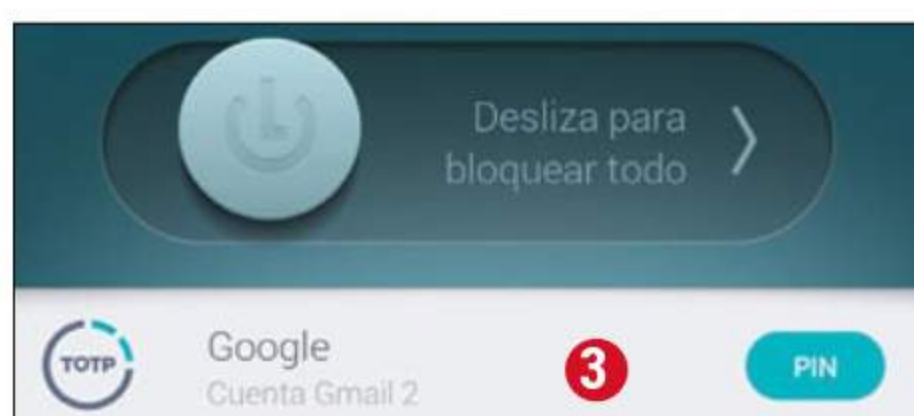 Desliza para
bloquear todo
TOTP
Google
3
PIN
Cuenta Gmail 2